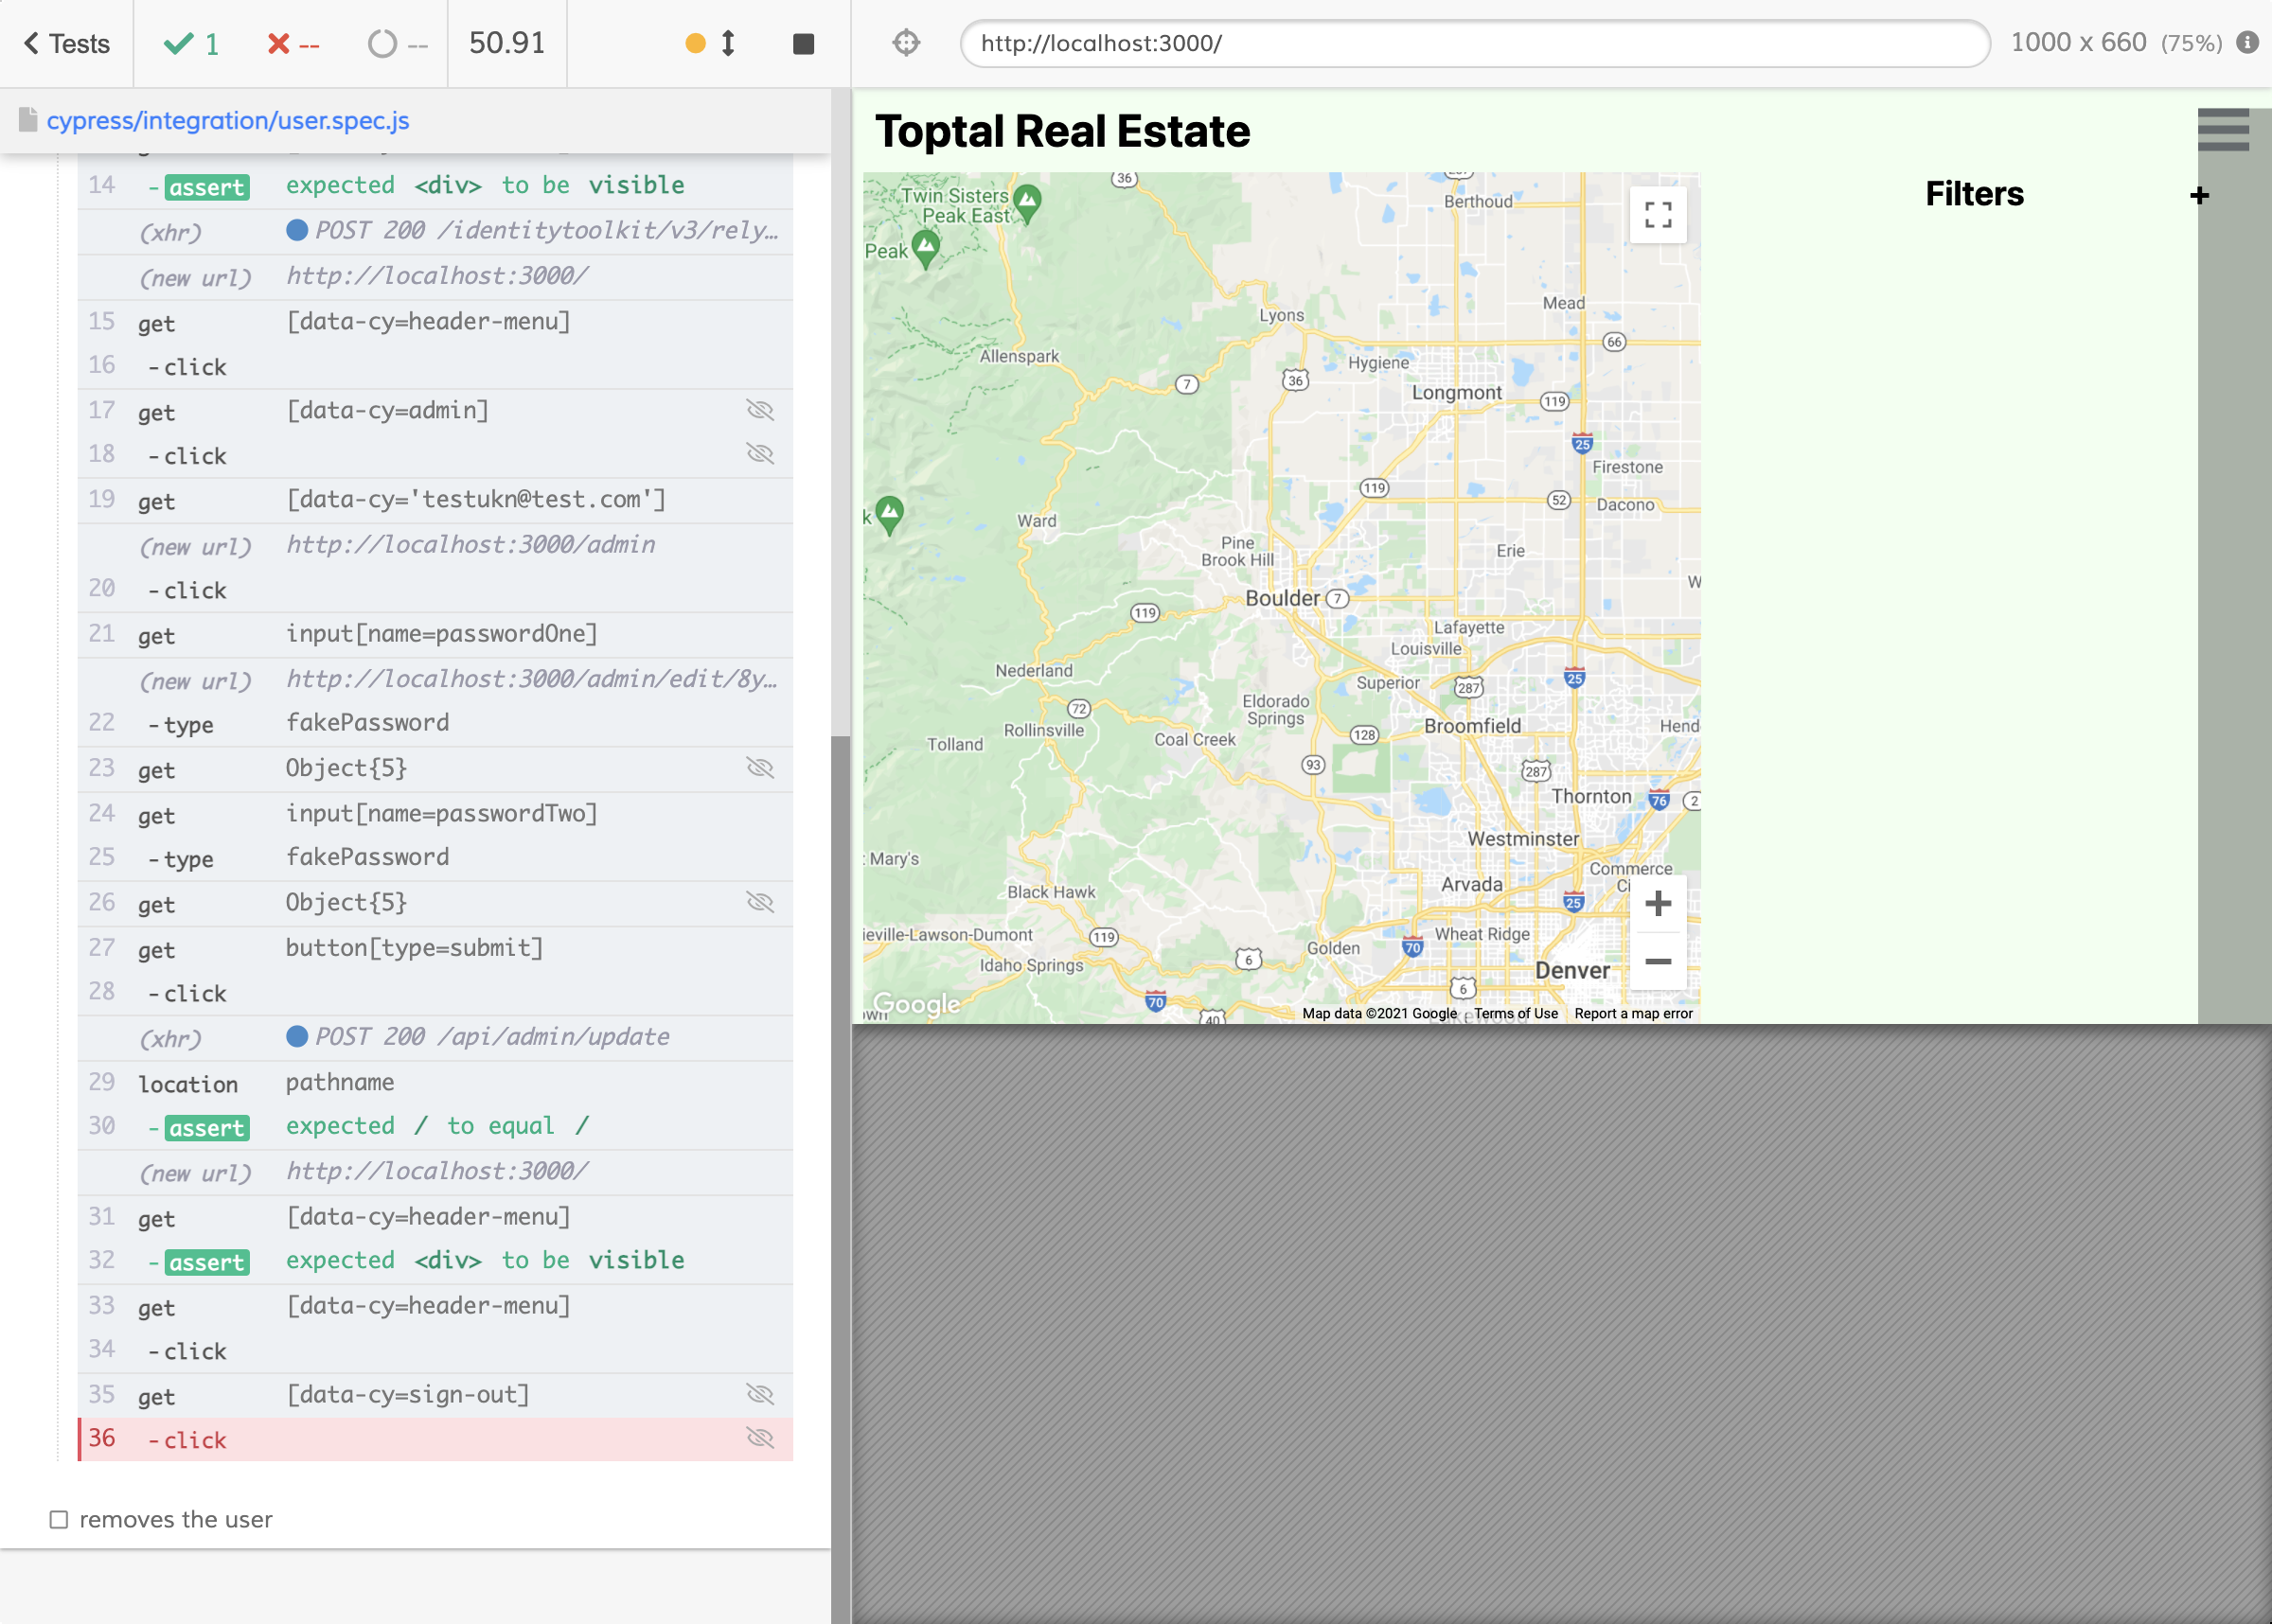 Tests
1
--
--
50.91
http://localhost:3000/
1000 x 660 (75%)
cypress/integration/user.spec.js
14 -assert expected <div> to be visible
(xhr) POST 200 /identitytoolkit/v3/rely…
(new url) http://localhost:3000/
15 get [data-cy=header-menu]
16 -click
17 get [data-cy=admin]
18 -click
19 get [data-cy='testukn@test.com']
(new url) http://localhost:3000/admin
20 -click
21 get input[name=passwordOne]
(new url) http://localhost:3000/admin/edit/8y…
22 -type fakePassword
23 get Object{5}
24 get input[name=passwordTwo]
25 -type fakePassword
26 get Object{5}
27 get button[type=submit]
28 -click
(xhr) POST 200 /api/admin/update
29 location pathname
30 -assert expected / to equal /
(new url) http://localhost:3000/
31 get [data-cy=header-menu]
32 -assert expected <div> to be visible
33 get [data-cy=header-menu]
34 -click
35 get [data-cy=sign-out]
36 -click
removes the user
Toptal Real Estate
Filters +
36
Twin Sisters
Peak East
Berthoud
Peak
Mead
Lyons
66
Allenspark
Hygiene
7
36
Longmont
119
25
Firestone
119
52
Dacono
k
Ward
Pine
Brook Hill
Erie
W
Boulder
7
119
Lafayette
Louisville
Nederland
Superior
287
25
Eldorado
Springs
72
Rollinsville
Broomfield
Hend
Tolland
Coal Creek
128
93
287
Thornton
76
2
Westminster
: Mary's
Commerce
Ci
Black Hawk
Arvada
25
ieville-Lawson-Dumont
119
Golden
70
Wheat Ridge
Idaho Springs
6
Denver
6
70
40
Google
Map data ©2021 Google
Terms of Use
Report a map error